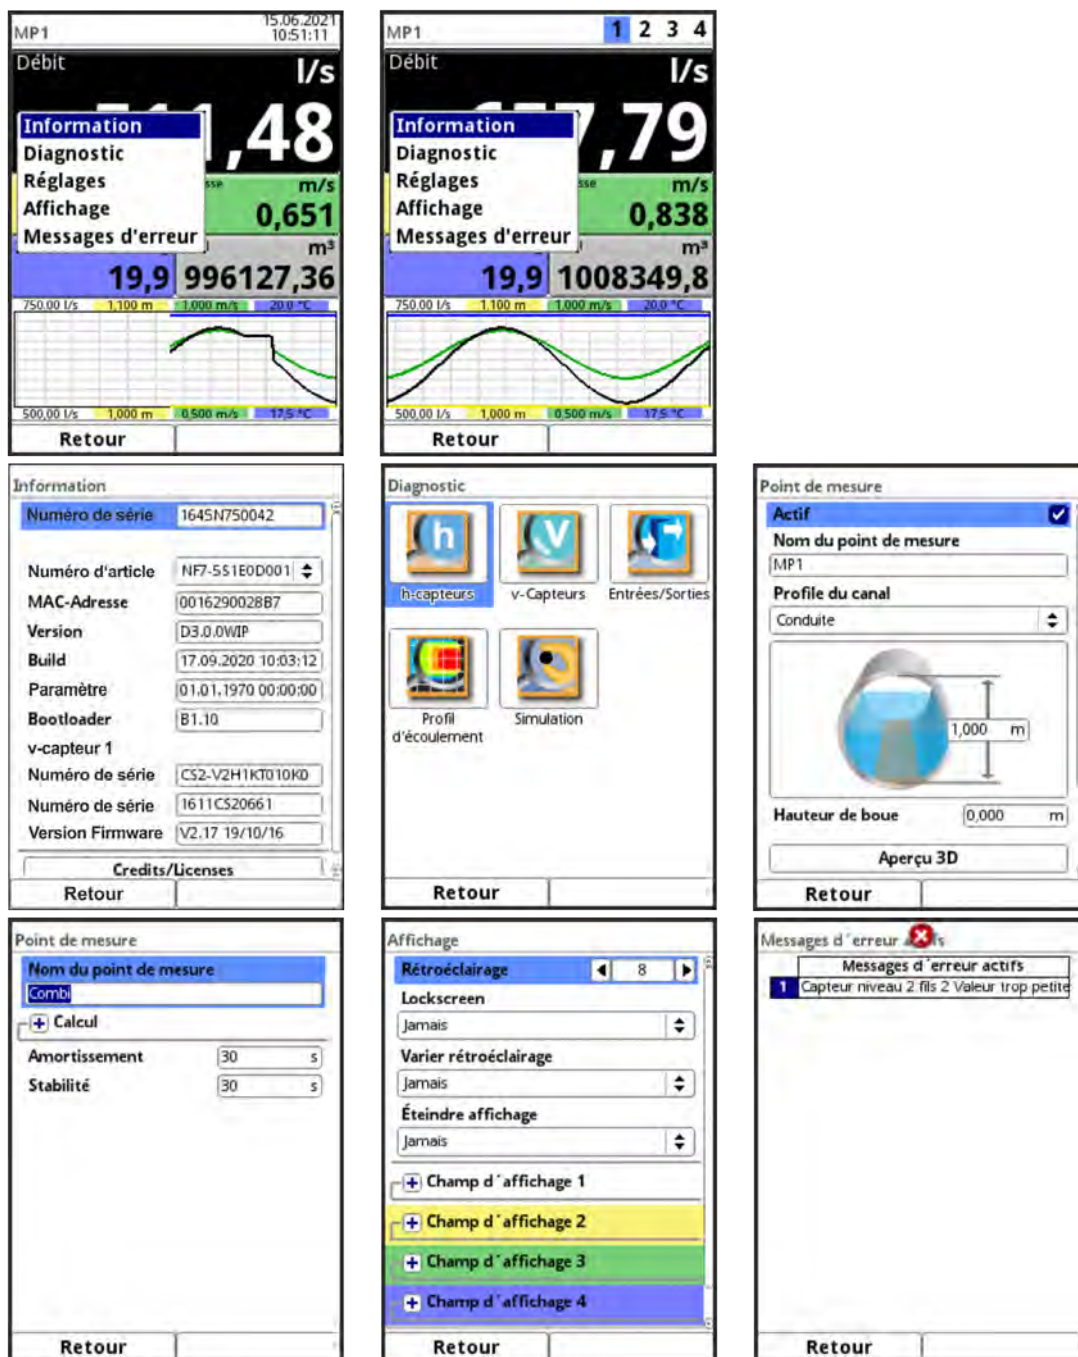 MP1
15.06.2021
10:51:11
Débit
l/s
,48
Information
Diagnostic
Réglages
Affichage
Messages d'erreur
sse
m/s
0,651
m³
19,9
996127,36
750.00 l/s 1,100 m 1,000 m/s 20.0 °C
500,00 l/s 1,000 m 0,500 m/s 17,5 °C
Retour
MP1
1 2 3 4
Débit
l/s
7,79
Information
Diagnostic
Réglages
Affichage
Messages d'erreur
sse
m/s
0,838
m³
19,9
1008349,8
750.00 l/s 1,100 m 1,000 m/s 20.0 °C
500,00 l/s 1,000 m 0,500 m/s 17,5 °C
Retour
Information
Numéro de série 1645N750042
Numéro d'article NF7-5S1E0D001
MAC-Adresse 0016290028B7
Version D3.0.0WIP
Build 17.09.2020 10:03:12
Paramètre 01.01.1970 00:00:00
Bootloader B1.10
v-capteur 1
Numéro de série CS2-V2H1KT010K0
Numéro de série 1611CS20661
Version Firmware V2.17 19/10/16
Credits/Licenses
Retour
Diagnostic
h
V
h-capteurs v-Capteurs Entrées/Sorties
Profil
d'écoulement
Simulation
Retour
Point de mesure
Actif
Nom du point de mesure
MP1
Profile du canal
Conduite
1,000 m
Hauteur de boue 0,000 m
Aperçu 3D
Retour
Point de mesure
Nom du point de mesure
Combi
+ Calcul
Amortissement 30 s
Stabilité 30 s
Retour
Affichage
Rétroéclairage 8
Lockscreen
Jamais
Varier rétroéclairage
Jamais
Éteindre affichage
Jamais
+ Champ d´affichage 1
+ Champ d´affichage 2
+ Champ d´affichage 3
+ Champ d´affichage 4
Retour
Messages d´erreur
Messages d´erreur actifs
1 Capteur niveau 2 fils 2 Valeur trop petite
Retour